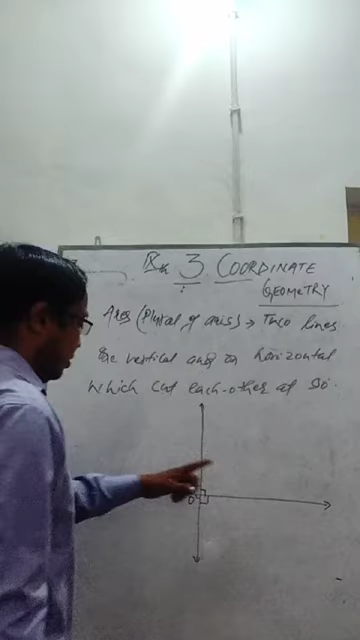 3. COORDINATE
GEOMETRY
Axes (Plural of axis) → Two lines
One vertical and on horizontal
which cut each-other at 90°.
O